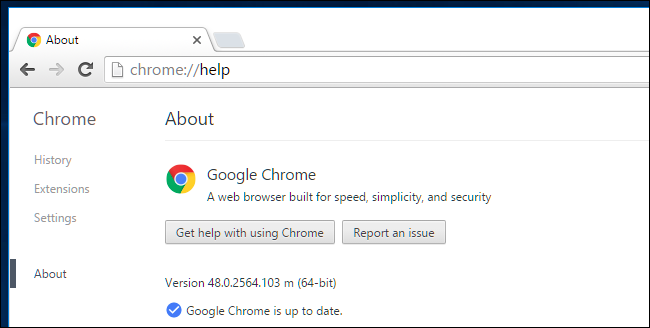 About
chrome://help
Chrome
About
History
Extensions
Settings
About
Google Chrome
A web browser built for speed, simplicity, and security
Get help with using Chrome
Report an issue
Version 48.0.2564.103 m (64-bit)
Google Chrome is up to date.